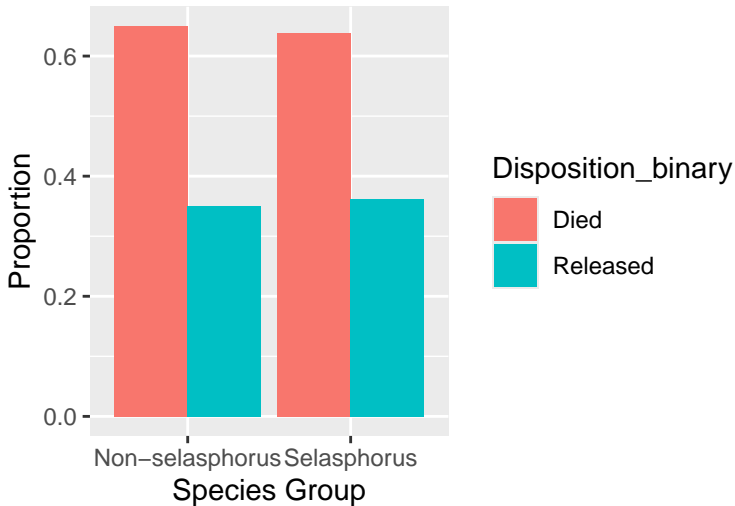 0.6
0.4
0.2
0.0
Proportion
Non−selasphorus Selasphorus
Species Group
Disposition_binary
Died
Released